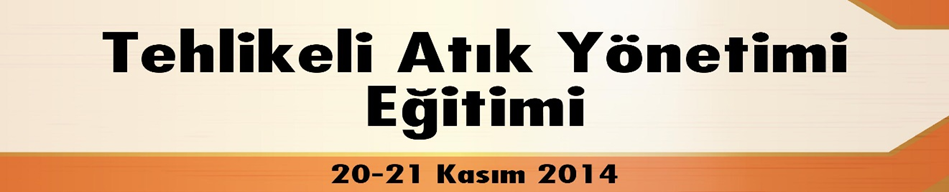 Tehlikeli Atık Yönetimi
Eğitimi
20-21 Kasım 2014